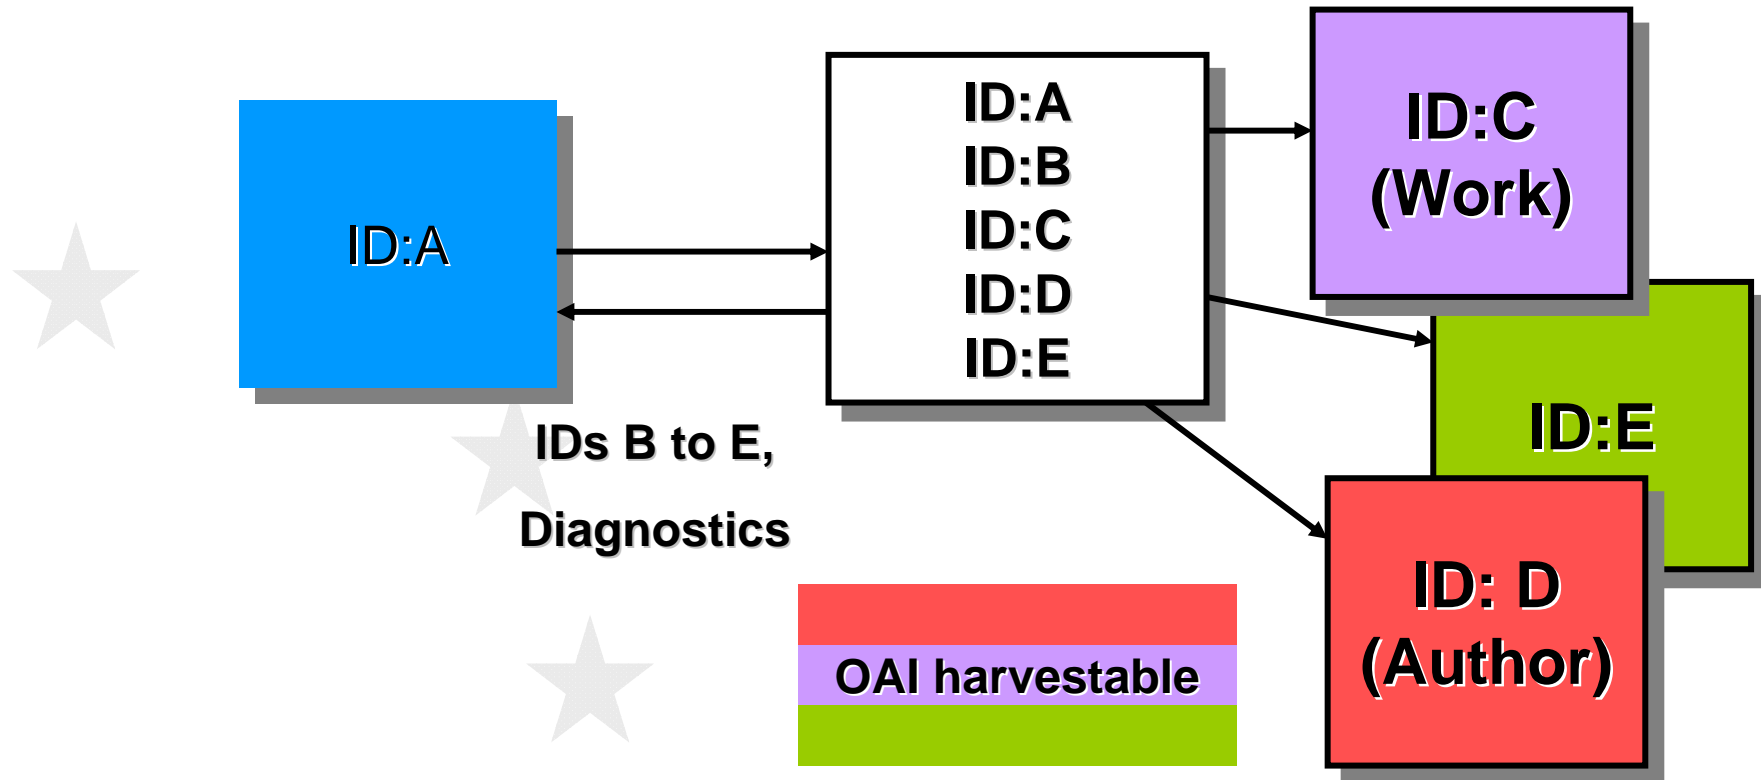 ID:A
ID:A
ID:B
ID:C
ID:D
ID:E
ID:C
(Work)
ID:E
ID: D
(Author)
IDs B to E,
Diagnostics
OAI harvestable